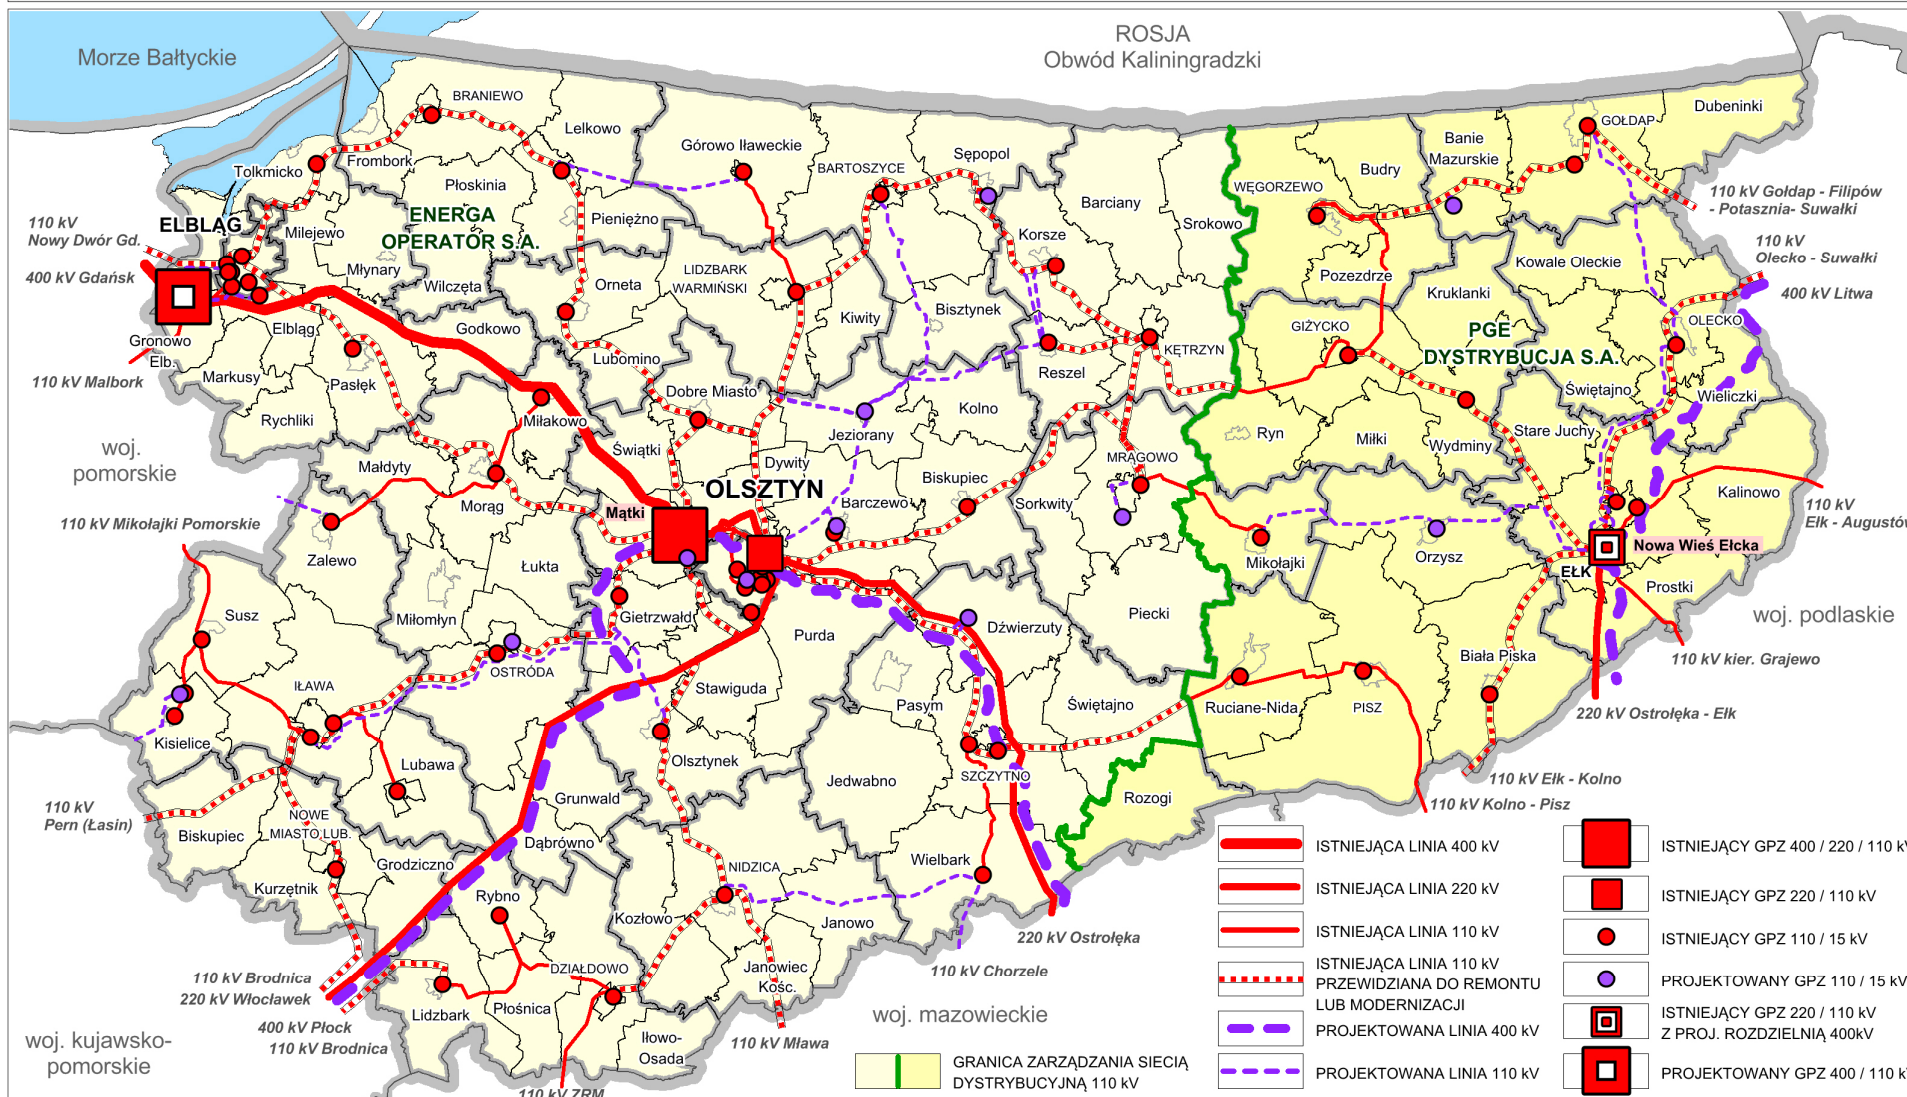 ROSJA
Obwód Kaliningradzki
Morze Bałtyckie
BRANIEWO
Lelkowo
Dubeninki
GOŁDAP
Banie
Mazurskie
Górowo Iławeckie
Sępopol
BARTOSZYCE
Frombork
Tolkmicko
Płoskinia
Budry
WĘGORZEWO
110 kV Gołdap - Filipów
- Potasznia- Suwałki
Barciany
Srokowo
Pieniężno
ENERGA
OPERATOR S.A.
ELBLĄG
110 kV
Nowy Dwór Gd.
Milejewo
Korsze
110 kV
Olecko - Suwałki
400 kV Gdańsk
Młynary
LIDZBARK
WARMIŃSKI
Pozezdrze
Kowale Oleckie
Wilczęta
Orneta
Kruklanki
400 kV Litwa
Bisztynek
Kiwity
Elbląg
Godkowo
GIŻYCKO
PGE
DYSTRYBUCJA S.A.
OLECKO
Gronowo
Elb.
KĘTRZYN
Lubomino
Reszel
110 kV Malbork
Markusy
Pasłęk
Dobre Miasto
Świętajno
Wieliczki
Rychliki
Kolno
Miłakowo
Jeziorany
Stare Juchy
Ryn
Miłki
Wydminy
woj.
pomorskie
Świątki
Małdyty
Dywity
MRĄGOWO
Biskupiec
OLSZTYN
Kalinowo
Morąg
Mątki
Barczewo
Sorkwity
110 kV
Ełk - Augustów
110 kV Mikołajki Pomorskie
Orzysz
Nowa Wieś Ełcka
Zalewo
Łukta
Mikołajki
EŁK
Prostki
Susz
Miłomłyn
Gietrzwałd
Purda
Dźwierzuty
Piecki
woj. podlaskie
Biała Piska
110 kV kier. Grajewo
OSTRÓDA
IŁAWA
Stawiguda
Pasym
Świętajno
Ruciane-Nida
PISZ
220 kV Ostrołęka - Ełk
Kisielice
Lubawa
Olsztynek
Jedwabno
SZCZYTNO
110 kV Ełk - Kolno
Rozogi
110 kV Kolno - Pisz
Grunwald
110 kV
Pern (Łasin)
NOWE
MIASTO LUB.
Biskupiec
Dąbrówno
Grodziczno
Wielbark
NIDZICA
Kurzętnik
Rybno
Kozłowo
Janowo
220 kV Ostrołęka
110 kV Chorzele
DZIAŁDOWO
Janowiec
Kośc.
110 kV Brodnica
220 kV Włocławek
Płośnica
Lidzbark
woj. mazowieckie
400 kV Płock
110 kV Brodnica
Iłowo-
Osada
110 kV Mława
woj. kujawsko-
pomorskie
110 kV ZRM
GRANICA ZARZĄDZANIA SIECIĄ
DYSTRYBUCYJNĄ 110 kV
ISTNIEJĄCA LINIA 400 kV
ISTNIEJĄCA LINIA 220 kV
ISTNIEJĄCA LINIA 110 kV
ISTNIEJĄCA LINIA 110 kV
PRZEWIDZIANA DO REMONTU
LUB MODERNIZACJI
PROJEKTOWANA LINIA 400 kV
PROJEKTOWANA LINIA 110 kV
ISTNIEJĄCY GPZ 400 / 220 / 110 kV
ISTNIEJĄCY GPZ 220 / 110 kV
ISTNIEJĄCY GPZ 110 / 15 kV
PROJEKTOWANY GPZ 110 / 15 kV
ISTNIEJĄCY GPZ 220 / 110 kV
Z PROJ. ROZDZIELNIĄ 400kV
PROJEKTOWANY GPZ 400 / 110 kV